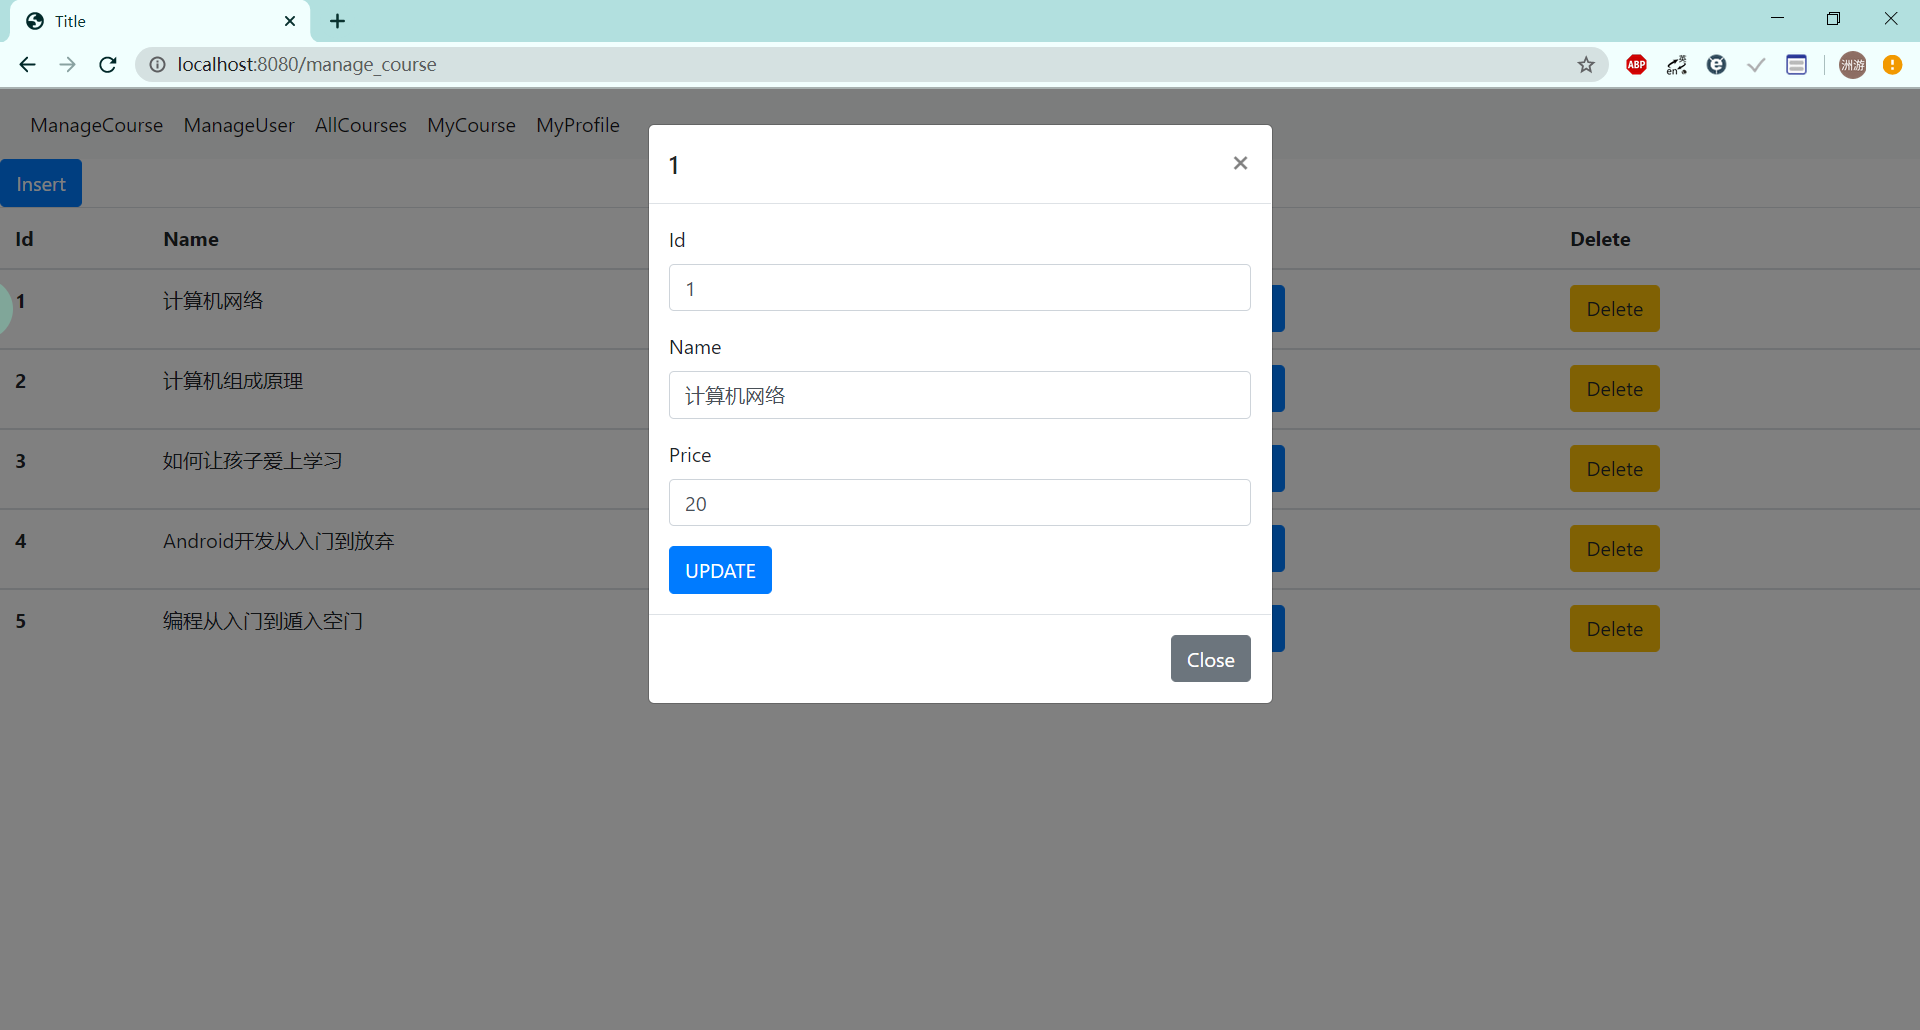 Title
localhost:8080/manage_course
ABP
英
en
洲游
ManageCourse ManageUser AllCourses MyCourse MyProfile
Insert
Id Name Delete
1 计算机网络 Delete
2 计算机组成原理 Delete
3 如何让孩子爱上学习 Delete
4 Android开发从入门到放弃 Delete
5 编程从入门到遁入空门 Delete
1 ×
Id
1
Name
计算机网络
Price
20
UPDATE
Close